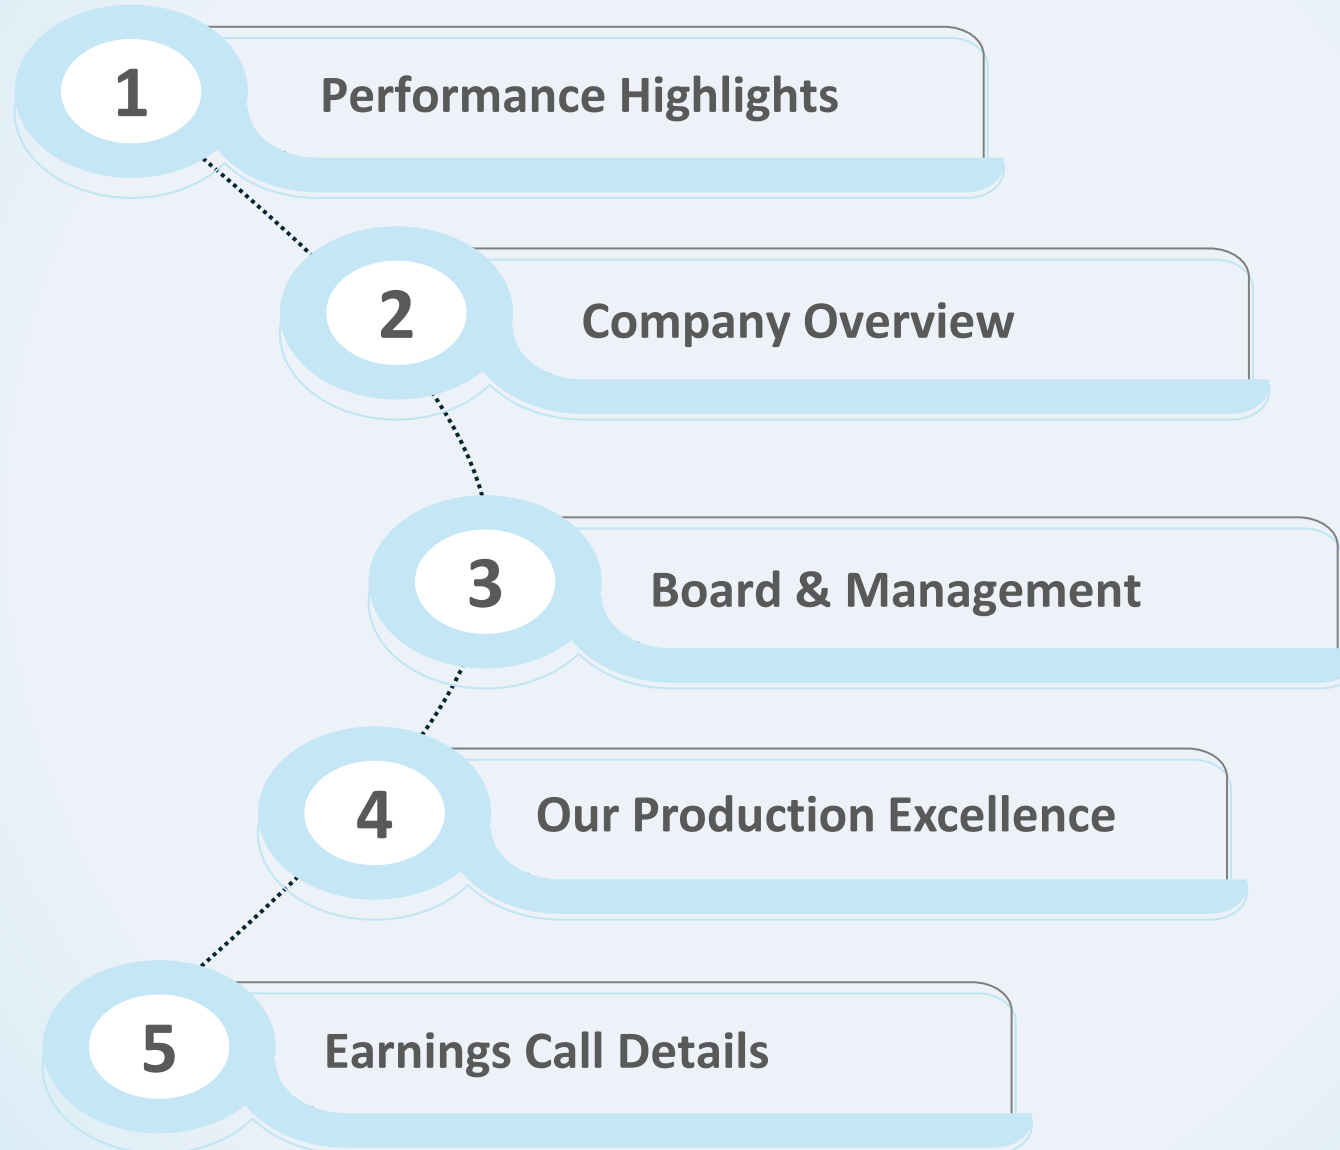 1
Performance Highlights
2
Company Overview
3
Board & Management
4
Our Production Excellence
5
Earnings Call Details